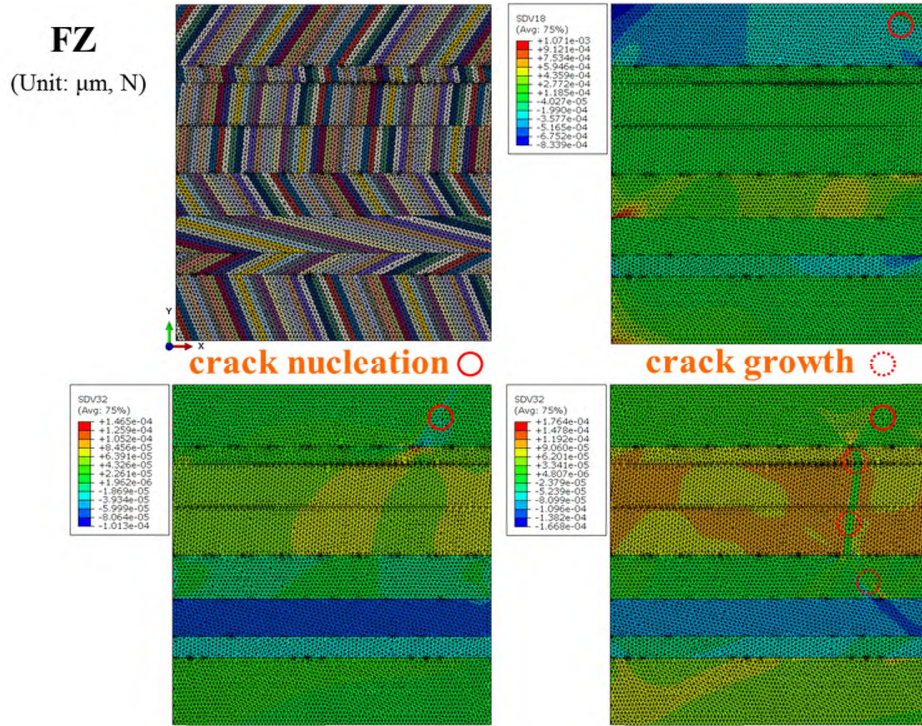 FZ
(Unit: μm, N)
Y
X
SDV18
(Avg: 75%)
+1.071e-03
+9.121e-04
+7.534e-04
+5.946e-04
+4.359e-04
+2.772e-04
+1.185e-04
-4.027e-05
-1.990e-04
-3.577e-04
-5.165e-04
-6.752e-04
-8.339e-04
crack nucleation
crack growth
SDV32
(Avg: 75%)
+1.465e-04
+1.259e-04
+1.052e-04
+8.456e-05
+6.391e-05
+4.326e-05
+2.261e-05
+1.962e-06
-1.869e-05
-3.934e-05
-5.999e-05
-8.064e-05
-1.013e-04
SDV32
(Avg: 75%)
+1.764e-04
+1.478e-04
+1.192e-04
+9.060e-05
+6.201e-05
+3.341e-05
+4.807e-06
-2.379e-05
-5.239e-05
-8.099e-05
-1.096e-04
-1.382e-04
-1.668e-04